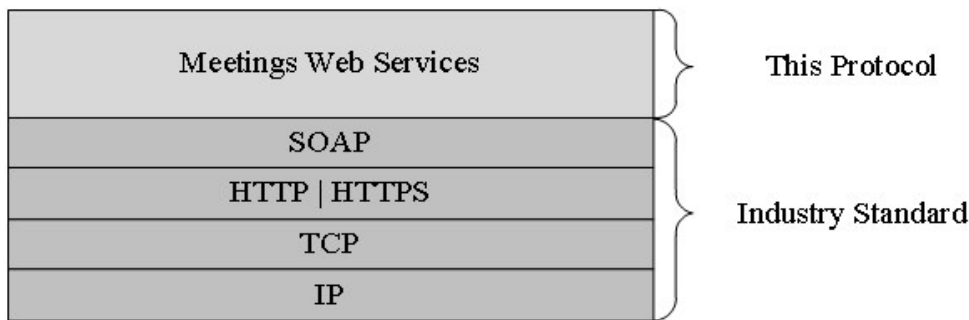 Meetings Web Services
This Protocol
SOAP
HTTP | HTTPS
TCP
IP
Industry Standard